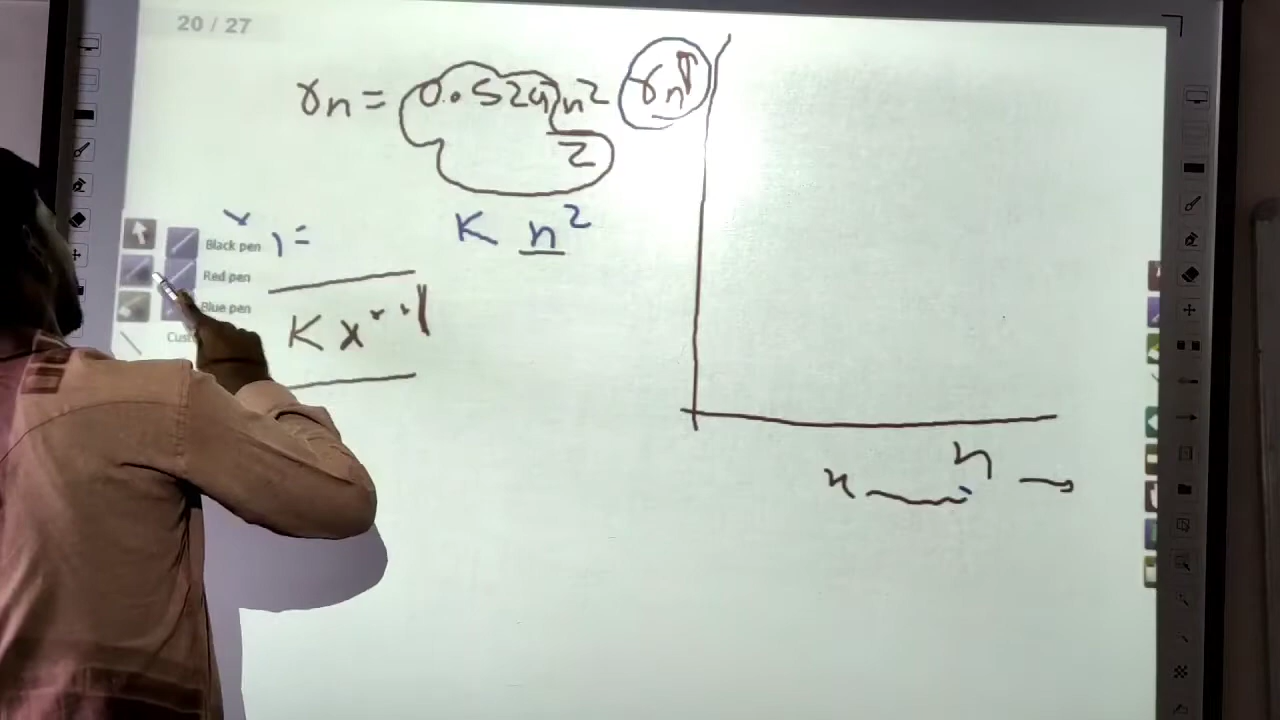 20 / 27
rn = 0.529 n2 / Z
rn↑
K n2
Black pen
Red pen
Blue pen
Cust
K x
n →
x